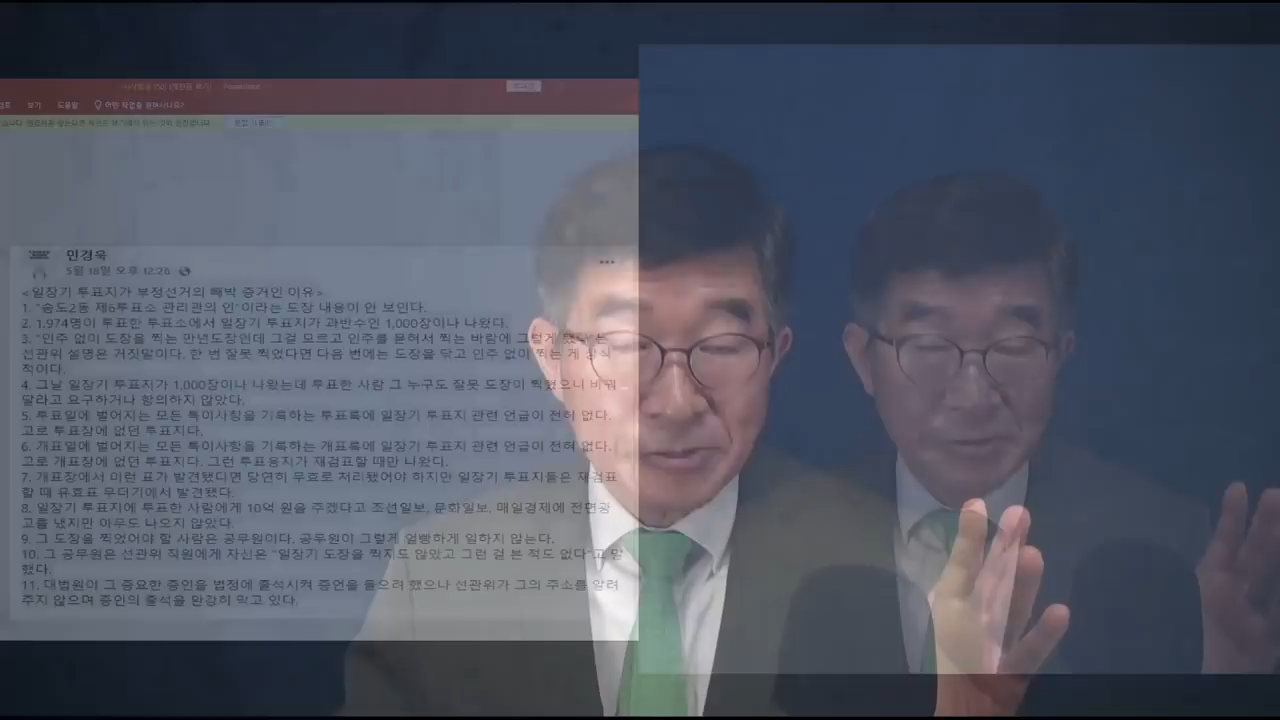 보기 도움말 어떤 작업을 원하시나요?
민경욱
5월 18일 오후 12:26
<일장기 투표지가 부정선거의 빼박 증거인 이유>
1. "송도2동 제6투표소 관리관의 인"이라는 도장 내용이 안 보인다.
2. 1,974명이 투표한 투표소에서 일장기 투표지가 과반수인 1,000장이나 나왔다.
3. "인주 없이 도장을 찍는 만년도장인데 그걸 모르고 인주를 묻혀서 찍는 바람에 그렇게 됐다"는
선관위 설명은 거짓말이다. 한 번 잘못 찍었다면 다음 번에는 도장을 닦고 인주 없이 찍는 게 상식
적이다.
4. 그날 일장기 투표지가 1,000장이나 나왔는데 투표한 사람 그 누구도 잘못 도장이 찍혔으니 바꿔
달라고 요구하거나 항의하지 않았다.
5. 투표일에 벌어지는 모든 특이사항을 기록하는 투표록에 일장기 투표지 관련 언급이 전혀 없다.
고로 투표장에 없던 투표지다.
6. 개표일에 벌어지는 모든 특이사항을 기록하는 개표록에 일장기 투표지 관련 언급이 전혀 없다.
고로 개표장에 없던 투표지다. 그런 투표용지가 재검표할 때만 나왔다.
7. 개표장에서 이런 표가 발견됐다면 당연히 무효로 처리됐어야 하지만 일장기 투표지들은 재검표
할 때 유효표 무더기에서 발견됐다.
8. 일장기 투표지에 투표한 사람에게 10억 원을 주겠다고 조선일보, 문화일보, 매일경제에 전면광
고를 냈지만 아무도 나오지 않았다.
9. 그 도장을 찍었어야 할 사람은 공무원이다. 공무원이 그렇게 얼빵하게 일하지 않는다.
10. 그 공무원은 선관위 직원에게 자신은 "일장기 도장을 찍지도 않았고 그런 걸 본 적도 없다"고 말
했다.
11. 대법원이 그 중요한 증인을 법정에 출석시켜 증언을 들으려 했으나 선관위가 그의 주소를 알려
주지 않으며 증인의 출석을 완강히 막고 있다.